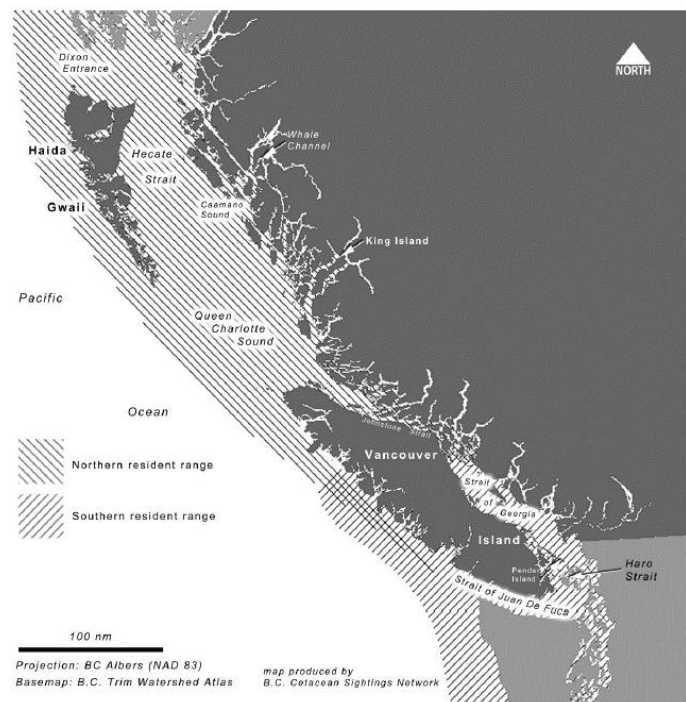 Dixon
Entrance
NORTH
Whale
Channel
Haida
Hecate
Strait
Gwaii
Caamano
Sound
King Island
Pacific
Queen
Charlotte
Sound
Ocean
Johnstone Strait
Vancouver
Northern resident range
Strait
of
Georgia
Southern resident range
Island
Pender
Island
Haro
Strait
Strait of Juan De Fuca
100 nm
Projection: BC Albers (NAD 83)
Basemap: B.C. Trim Watershed Atlas
map produced by
B.C. Cetacean Sightings Network